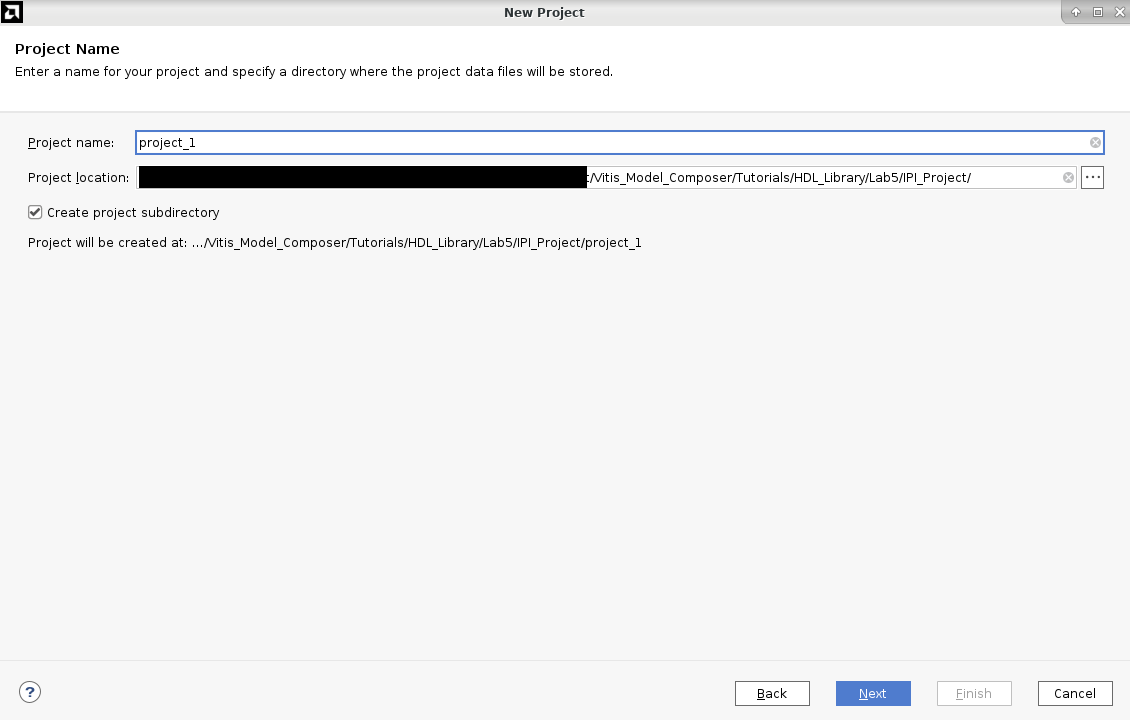 New Project
Project Name
Enter a name for your project and specify a directory where the project data files will be stored.
Project name: project_1
Project location: /Vitis_Model_Composer/Tutorials/HDL_Library/Lab5/IPI_Project/ ...
Create project subdirectory
Project will be created at: .../Vitis_Model_Composer/Tutorials/HDL_Library/Lab5/IPI_Project/project_1
? Back Next Finish Cancel